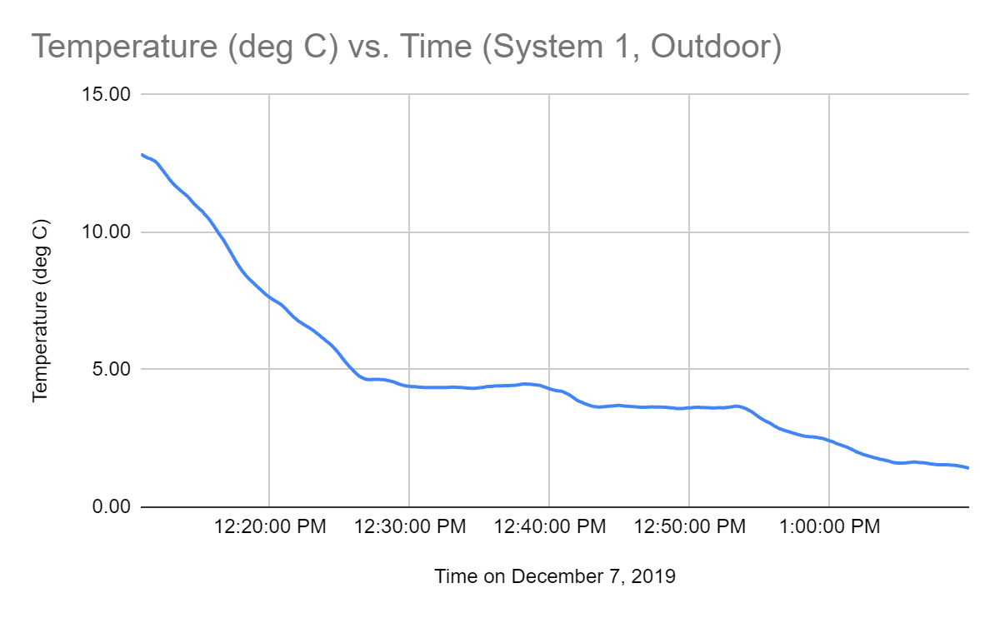 Temperature (deg C) vs. Time (System 1, Outdoor)
Temperature (deg C)
15.00
10.00
5.00
0.00
12:20:00 PM
12:30:00 PM
12:40:00 PM
12:50:00 PM
1:00:00 PM
Time on December 7, 2019